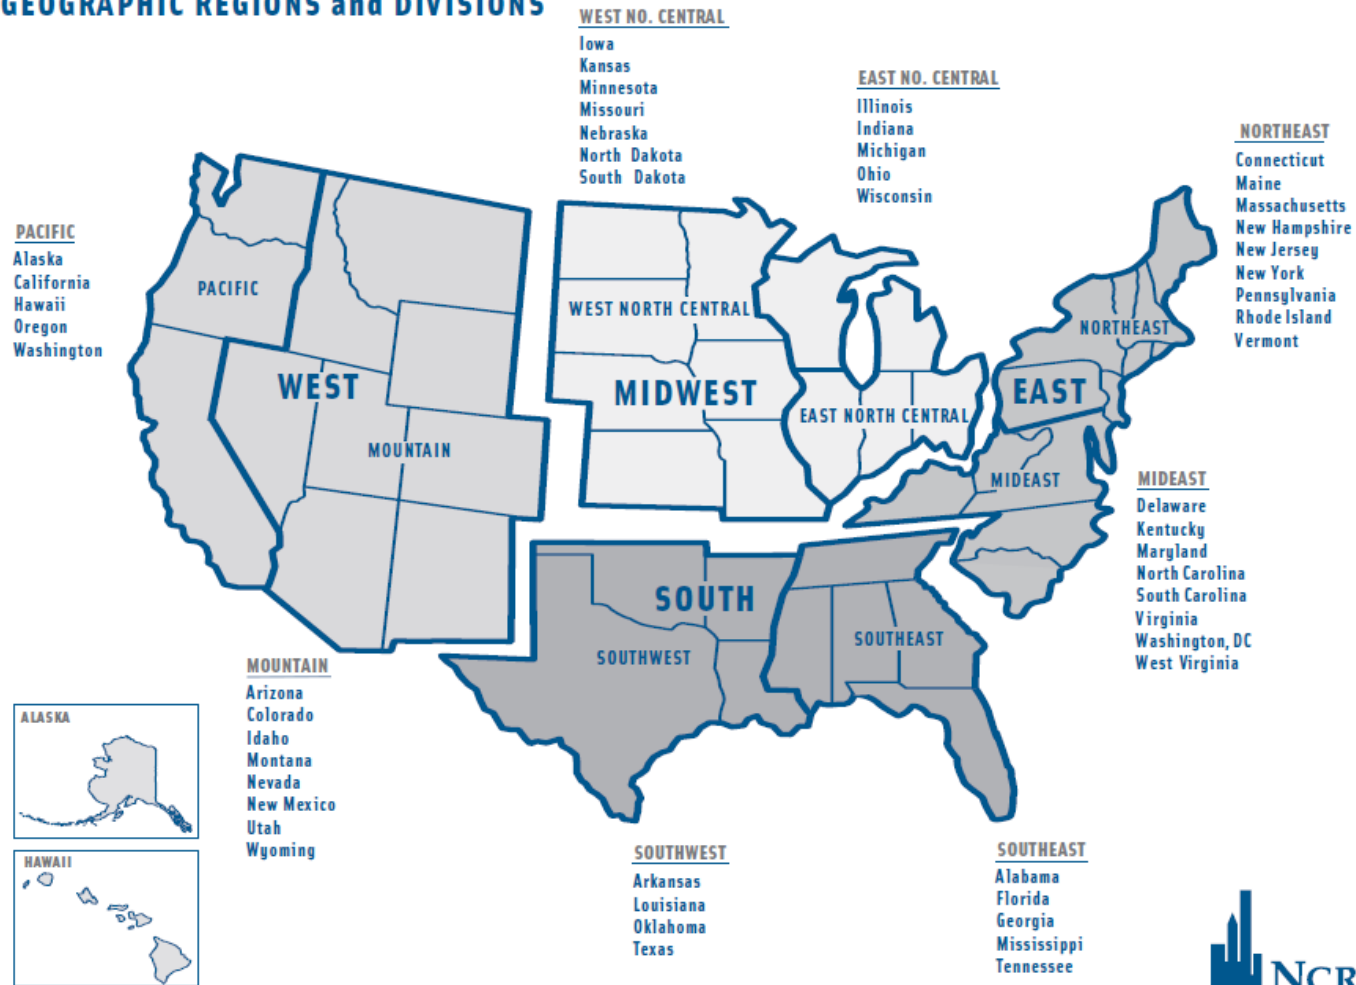 GEOGRAPHIC REGIONS and DIVISIONS
WEST NO. CENTRAL
Iowa
Kansas
Minnesota
Missouri
Nebraska
North Dakota
South Dakota
EAST NO. CENTRAL
Illinois
Indiana
Michigan
Ohio
Wisconsin
NORTHEAST
Connecticut
Maine
Massachusetts
New Hampshire
New Jersey
New York
Pennsylvania
Rhode Island
Vermont
PACIFIC
Alaska
California
Hawaii
Oregon
Washington
PACIFIC
WEST
MOUNTAIN
WEST NORTH CENTRAL
MIDWEST
EAST NORTH CENTRAL
NORTHEAST
EAST
MIDEAST
SOUTH
SOUTHWEST
SOUTHEAST
MIDEAST
Delaware
Kentucky
Maryland
North Carolina
South Carolina
Virginia
Washington, DC
West Virginia
MOUNTAIN
Arizona
Colorado
Idaho
Montana
Nevada
New Mexico
Utah
Wyoming
ALASKA
HAWAII
SOUTHWEST
Arkansas
Louisiana
Oklahoma
Texas
SOUTHEAST
Alabama
Florida
Georgia
Mississippi
Tennessee
NCR